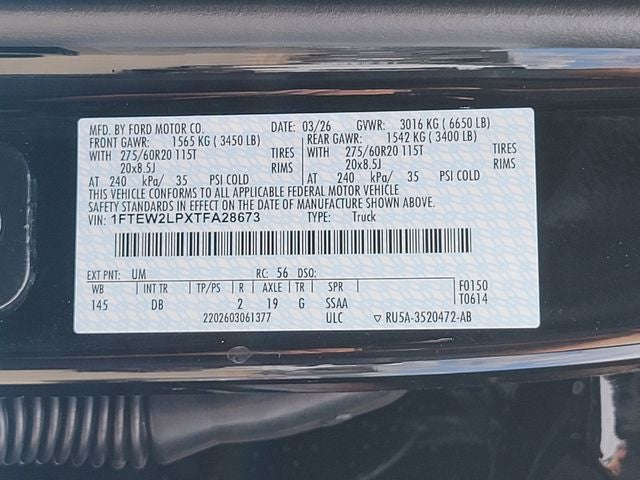 MFD. BY FORD MOTOR CO. DATE: 03/26 GVWR: 3016 KG ( 6650 LB)
FRONT GAWR: 1565 KG ( 3450 LB) REAR GAWR: 1542 KG ( 3400 LB)
WITH 275/60R20 115T TIRES WITH 275/60R20 115T TIRES
20x8.5J RIMS 20x8.5J RIMS
AT 240 kPa/ 35 PSI COLD AT 240 kPa/ 35 PSI COLD
THIS VEHICLE CONFORMS TO ALL APPLICABLE FEDERAL MOTOR VEHICLE
SAFETY STANDARDS IN EFFECT ON THE DATE OF MANUFACTURE SHOWN ABOVE.
VIN: 1FTEW2LPXTFA28673 TYPE: Truck
EXT PNT: UM RC: 56 DSO:
WB INT TR TP/PS R AXLE TR SPR F0150
145 DB 2 19 G SSAA T0614
2202603061377 ULC ▽ RU5A-3520472-AB